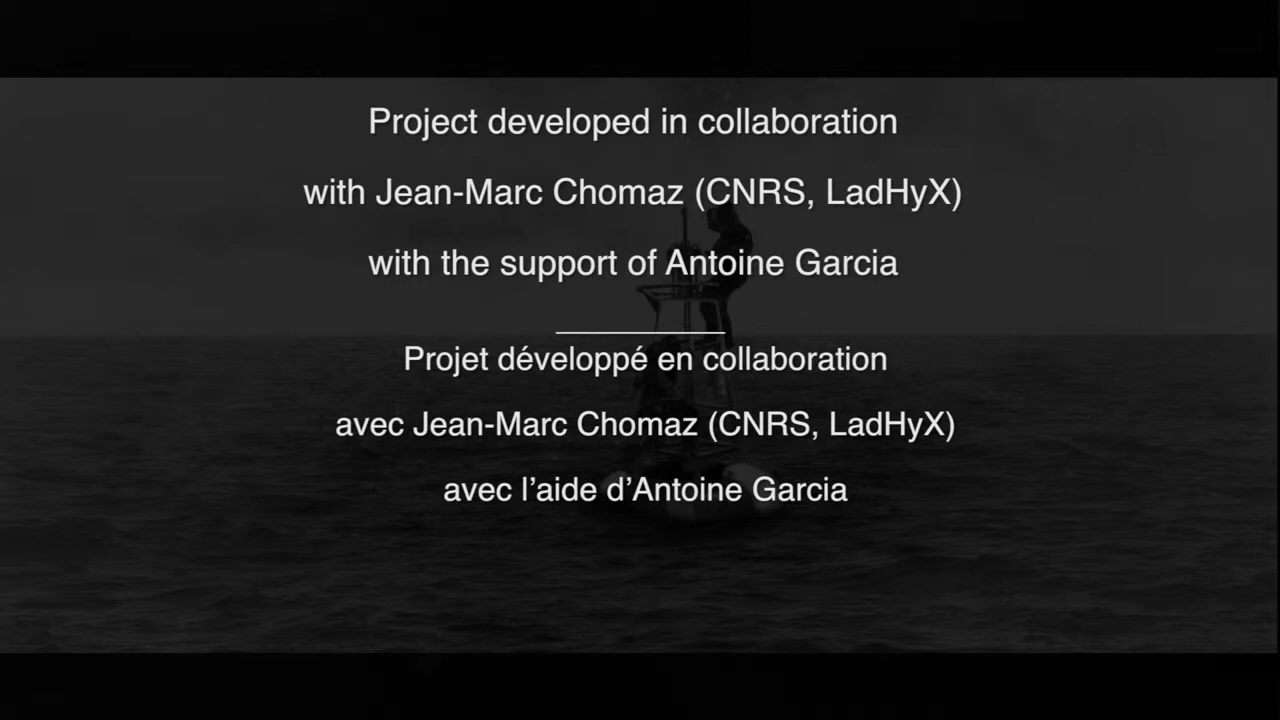 Project developed in collaboration
with Jean-Marc Chomaz (CNRS, LadHyX)
with the support of Antoine Garcia
Projet développé en collaboration
avec Jean-Marc Chomaz (CNRS, LadHyX)
avec l’aide d’Antoine Garcia